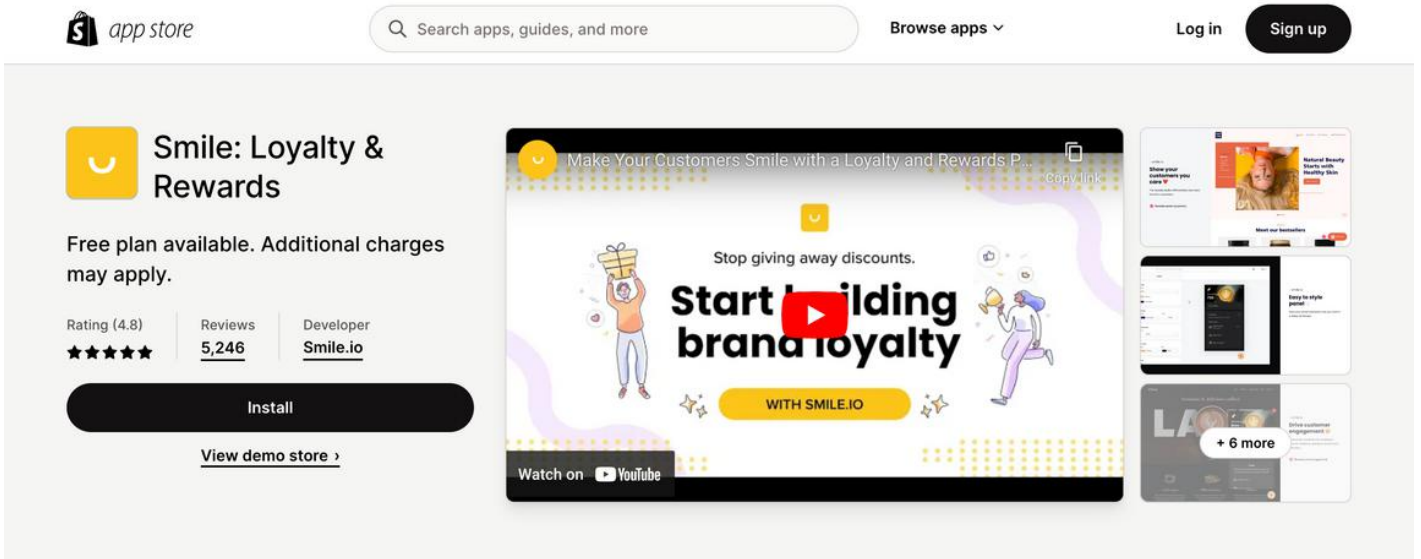 app store
Search apps, guides, and more
Browse apps
Log in
Sign up
Smile: Loyalty &
Rewards
Free plan available. Additional charges
may apply.
Rating (4.8)
Reviews
5,246
Developer
Smile.io
Install
View demo store ›
Make Your Customers Smile with a Loyalty and Rewards P...
Copy link
Stop giving away discounts.
Start
lding
brand loyalty
WITH SMILE.IO
Watch on YouTube
Show your
customers you
care
Natural Beauty
Starts with
Healthy Skin
Meet our bestsellers
Easy to style
panel
LA
Drive customer
engagement
+ 6 more